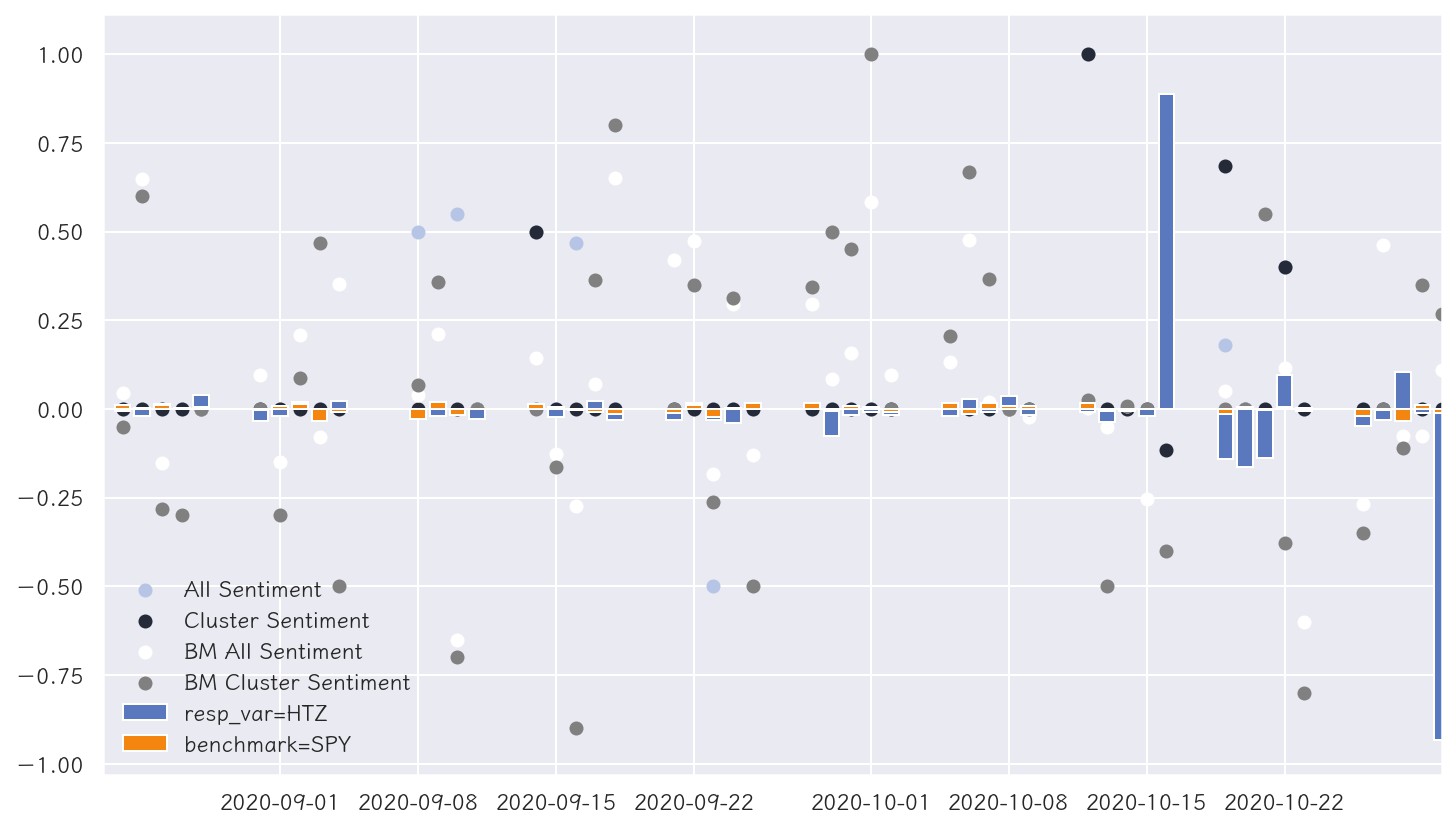 1.00
0.75
0.50
0.25
0.00
−0.25
−0.50
−0.75
−1.00
All Sentiment
Cluster Sentiment
BM All Sentiment
BM Cluster Sentiment
resp_var=HTZ
benchmark=SPY
2020-09-01 2020-09-08 2020-09-15 2020-09-22 2020-10-01 2020-10-08 2020-10-15 2020-10-22